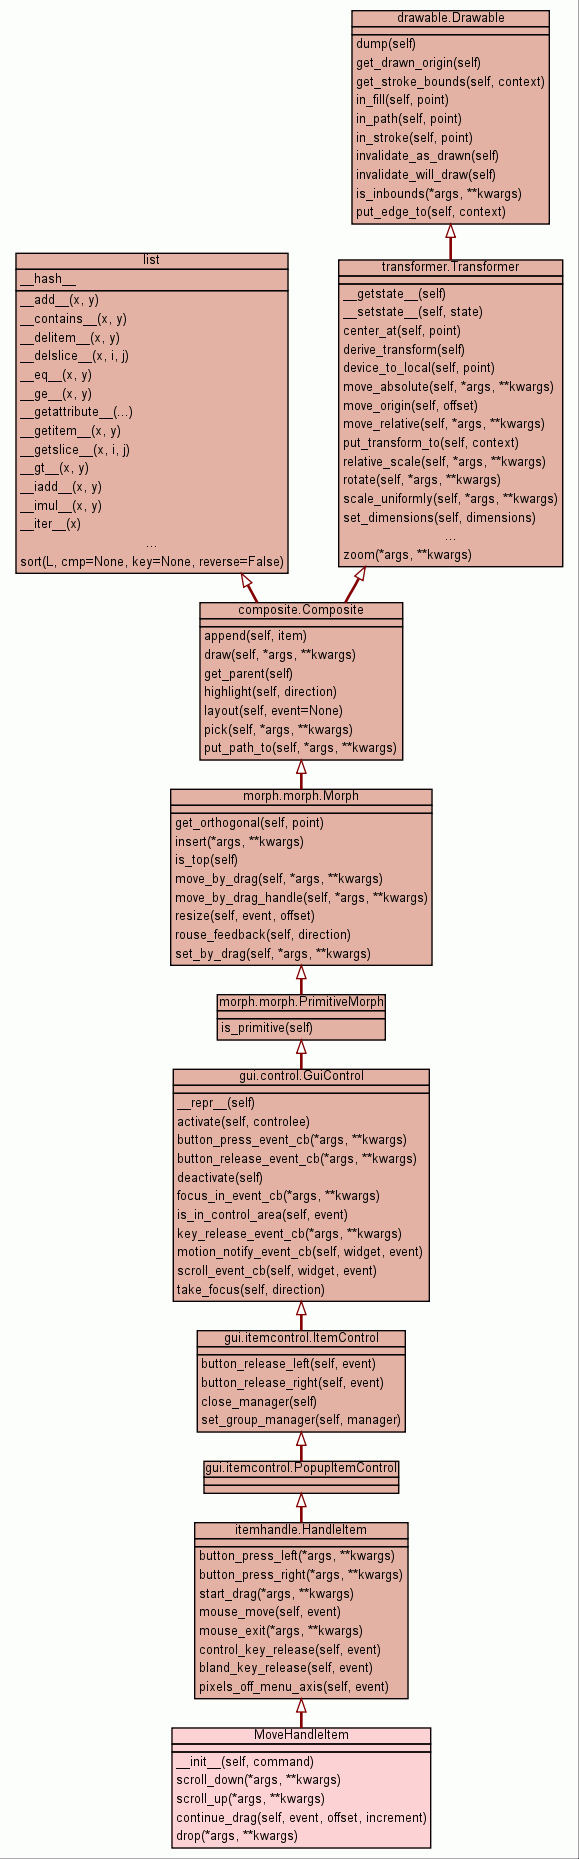 drawable.Drawable
dump(self)
get_drawn_origin(self)
get_stroke_bounds(self, context)
in_fill(self, point)
in_path(self, point)
in_stroke(self, point)
invalidate_as_drawn(self)
invalidate_will_draw(self)
is_inbounds(*args, **kwargs)
put_edge_to(self, context)
list
__hash__
__add__(x, y)
__contains__(x, y)
__delitem__(x, y)
__delslice__(x, i, j)
__eq__(x, y)
__ge__(x, y)
__getattribute__(...)
__getitem__(x, y)
__getslice__(x, i, j)
__gt__(x, y)
__iadd__(x, y)
__imul__(x, y)
__iter__(x)
...
sort(L, cmp=None, key=None, reverse=False)
transformer.Transformer
__getstate__(self)
__setstate__(self, state)
center_at(self, point)
derive_transform(self)
device_to_local(self, point)
move_absolute(self, *args, **kwargs)
move_origin(self, offset)
move_relative(self, *args, **kwargs)
put_transform_to(self, context)
relative_scale(self, *args, **kwargs)
rotate(self, *args, **kwargs)
scale_uniformly(self, *args, **kwargs)
set_dimensions(self, dimensions)
...
zoom(*args, **kwargs)
composite.Composite
append(self, item)
draw(self, *args, **kwargs)
get_parent(self)
highlight(self, direction)
layout(self, event=None)
pick(self, *args, **kwargs)
put_path_to(self, *args, **kwargs)
morph.morph.Morph
get_orthogonal(self, point)
insert(*args, **kwargs)
is_top(self)
move_by_drag(self, *args, **kwargs)
move_by_drag_handle(self, *args, **kwargs)
resize(self, event, offset)
rouse_feedback(self, direction)
set_by_drag(self, *args, **kwargs)
morph.morph.PrimitiveMorph
is_primitive(self)
gui.control.GuiControl
__repr__(self)
activate(self, controlee)
button_press_event_cb(*args, **kwargs)
button_release_event_cb(*args, **kwargs)
deactivate(self)
focus_in_event_cb(*args, **kwargs)
is_in_control_area(self, event)
key_release_event_cb(*args, **kwargs)
motion_notify_event_cb(self, widget, event)
scroll_event_cb(self, widget, event)
take_focus(self, direction)
gui.itemcontrol.ItemControl
button_release_left(self, event)
button_release_right(self, event)
close_manager(self)
set_group_manager(self, manager)
gui.itemcontrol.PopupItemControl
itemhandle.HandleItem
button_press_left(*args, **kwargs)
button_press_right(*args, **kwargs)
start_drag(*args, **kwargs)
mouse_move(self, event)
mouse_exit(*args, **kwargs)
control_key_release(self, event)
bland_key_release(self, event)
pixels_off_menu_axis(self, event)
MoveHandleItem
__init__(self, command)
scroll_down(*args, **kwargs)
scroll_up(*args, **kwargs)
continue_drag(self, event, offset, increment)
drop(*args, **kwargs)